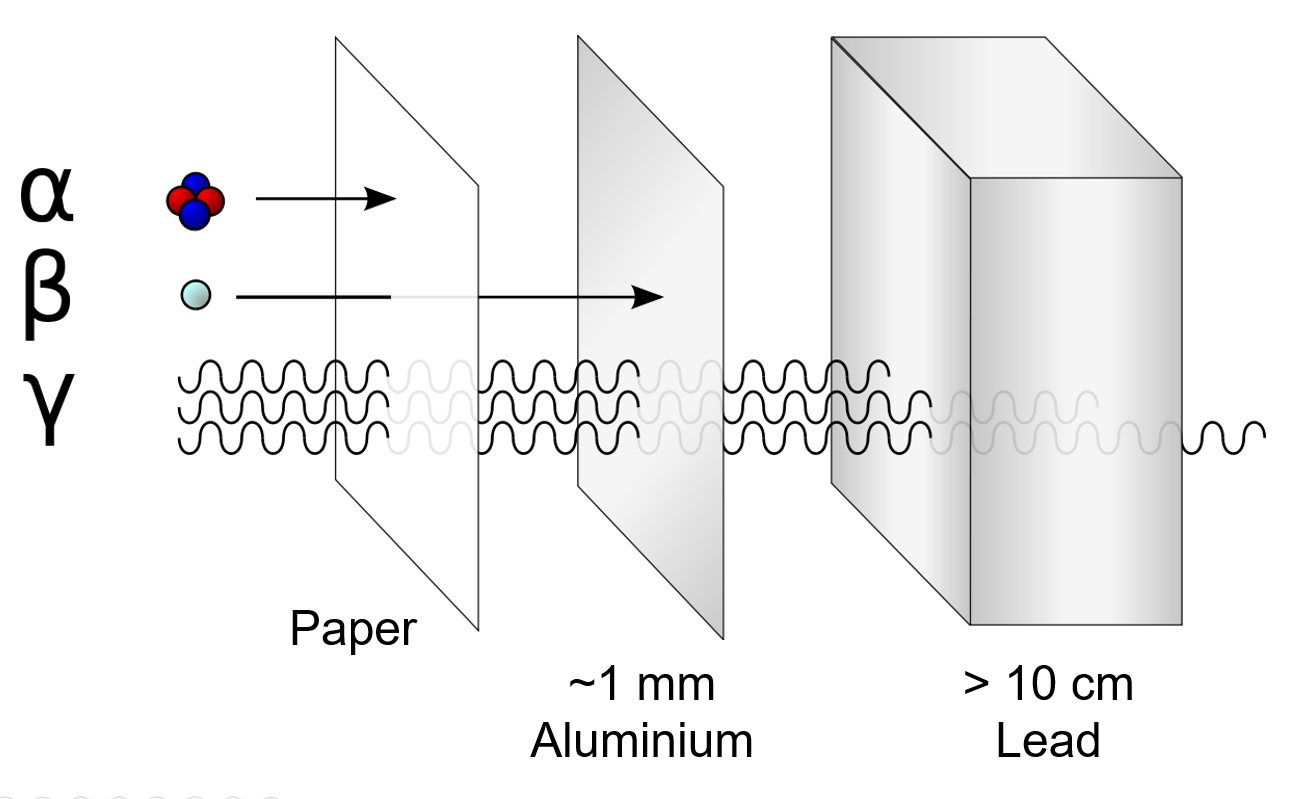 α
β
γ
Paper
~1 mm
Aluminium
> 10 cm
Lead